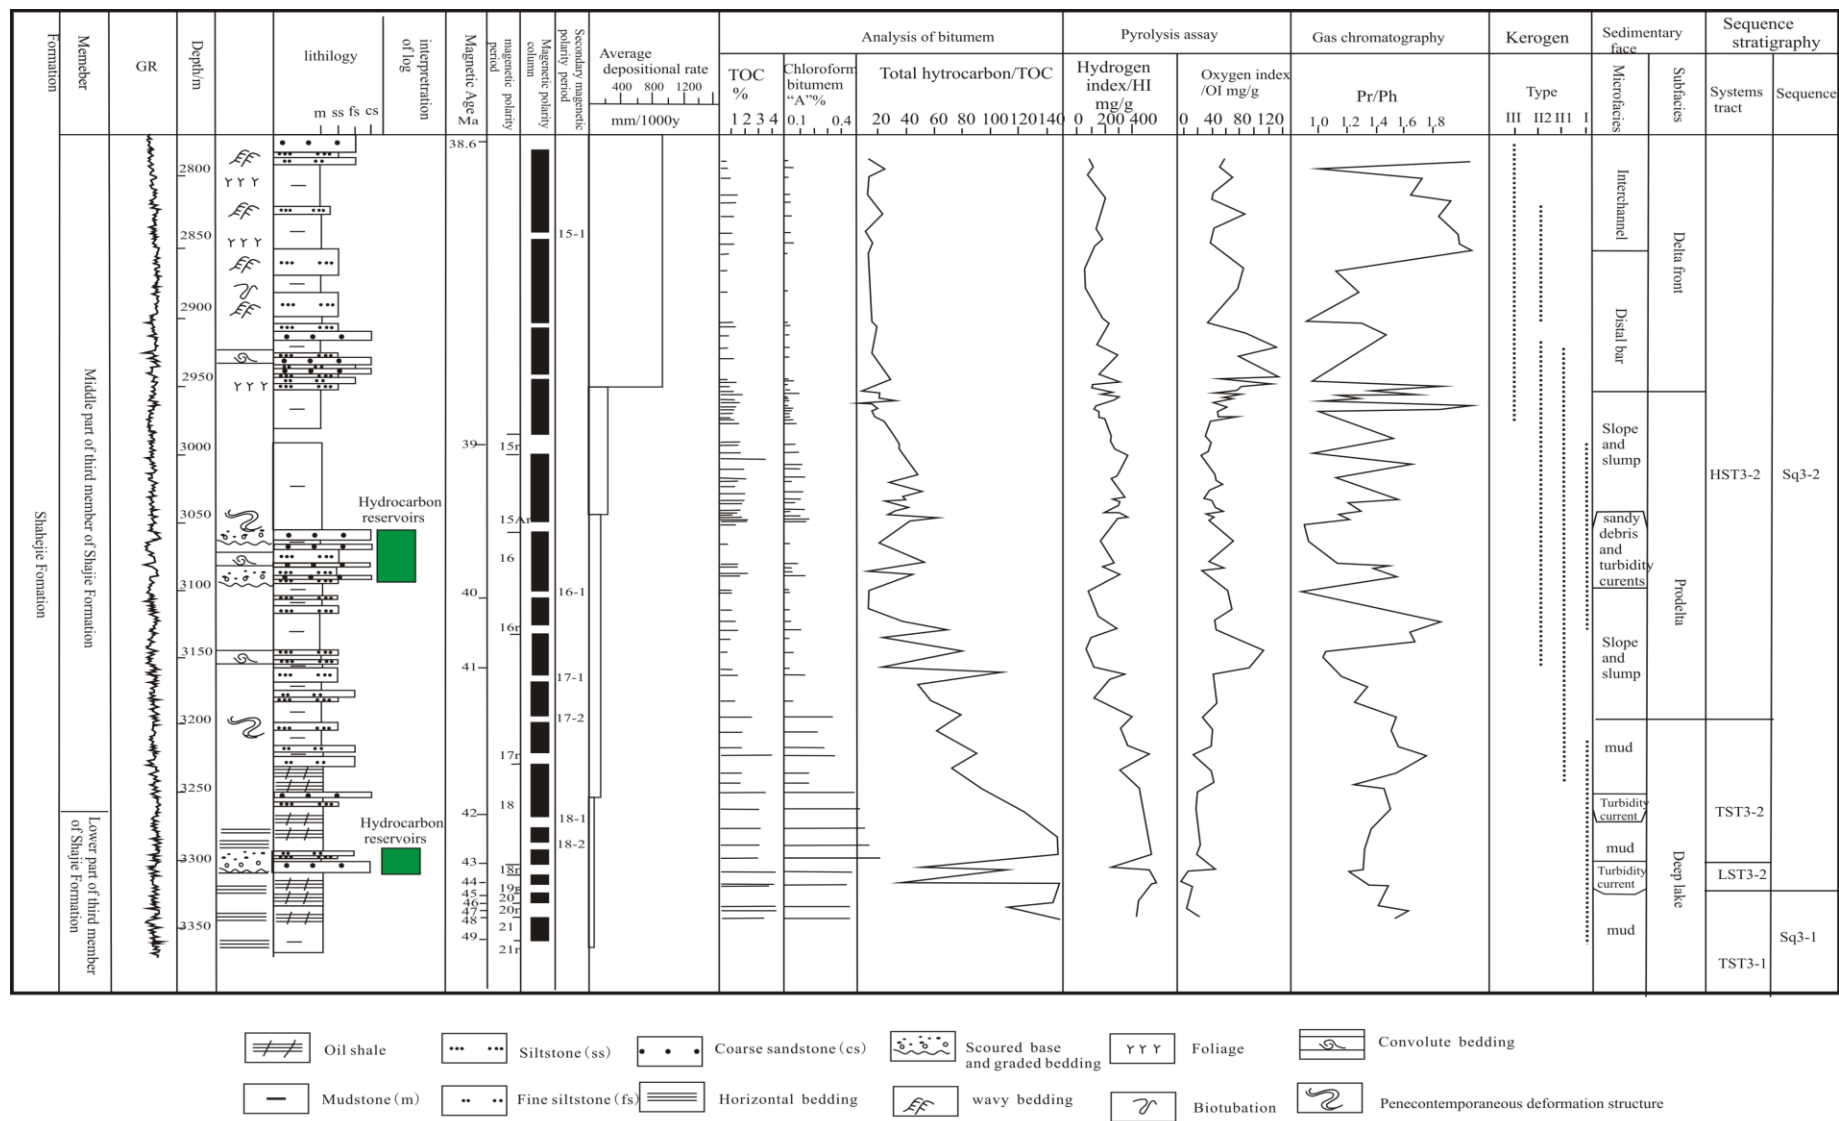 Formation
Memeber
GR
Depth/m
lithilogy
m ss fs cs
intepretration
of log
Magnetic Age
Ma
magnetic polarity
period
Magenetic polarity
column
Secondary magenetic
polarity period
Average
depositional rate
400 1200
800 1600
mm/1000y
Analysis of bitumem
TOC
%
1 2 3 4
Chloroform
bitumem
“A”%
0.1 0.4
Total hytrocarbon/TOC
20 60 100 140
40 80 120
Pyrolysis assay
Hydrogen
index/HI
mg/g
0 200 400
Oxygen index
/OI mg/g
0 40 80 120
Gas chromatography
Pr/Ph
1,0 1,2 1,4 1,6 1,8
Kerogen
Type
III II2 II1 I
Sedimentary
face
Microfacies
Subfacies
Sequence
stratigraphy
Systems
tract
Sequence
Shahejie Fomation
Middle part of third member of Shajie Formation
Lower part of third member
of Shajie Formation
2800
2850
2900
2950
3000
3050
3100
3150
3200
3250
3300
3350
Hydrocarbon
reservoirs
Hydrocarbon
reservoirs
38.6
39
40
41
42
43
44
45
46
47
48
49
15r
15Ar
16
16r
17r
18
18r
19r
20
20r
21
21r
15-1
16-1
17-1
17-2
18-1
18-2
Interchannel
Distal bar
Slope
and
slump
sandy
debris
and
turbidity
curents
Slope
and
slump
mud
Turbidity
current
mud
Turbidity
current
mud
Delta front
Prodelta
Deep lake
HST3-2
TST3-2
LST3-2
TST3-1
Sq3-2
Sq3-1
Oil shale
Siltstone (ss)
Coarse sandstone (cs)
Scoured base
and graded bedding
Foliage
Convolute bedding
Mudstone (m)
Fine siltstone (fs)
Horizontal bedding
wavy bedding
Biotubation
Penecontemporaneous deformation structure